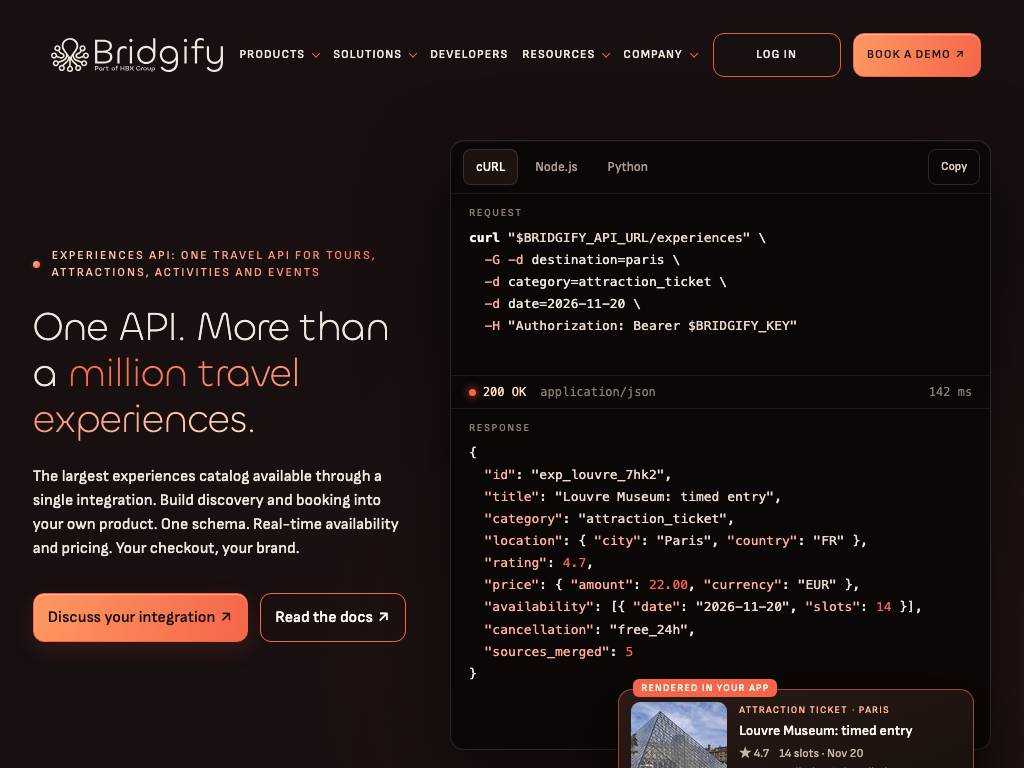 Bridgify
Part of HBX Group
PRODUCTS
SOLUTIONS
DEVELOPERS
RESOURCES
COMPANY
LOG IN
BOOK A DEMO ↗
EXPERIENCES API: ONE TRAVEL API FOR TOURS,
ATTRACTIONS, ACTIVITIES AND EVENTS
One API. More than
a million travel
experiences.
The largest experiences catalog available through a
single integration. Build discovery and booking into
your own product. One schema. Real-time availability
and pricing. Your checkout, your brand.
Discuss your integration ↗
Read the docs ↗
cURL
Node.js
Python
Copy
REQUEST
curl "$BRIDGIFY_API_URL/experiences" \
  -G -d destination=paris \
  -d category=attraction_ticket \
  -d date=2026-11-20 \
  -H "Authorization: Bearer $BRIDGIFY_KEY"
200 OK application/json 142 ms
RESPONSE
{
  "id": "exp_louvre_7hk2",
  "title": "Louvre Museum: timed entry",
  "category": "attraction_ticket",
  "location": { "city": "Paris", "country": "FR" },
  "rating": 4.7,
  "price": { "amount": 22.00, "currency": "EUR" },
  "availability": [{ "date": "2026-11-20", "slots": 14 }],
  "cancellation": "free_24h",
  "sources_merged": 5
}
RENDERED IN YOUR APP
ATTRACTION TICKET · PARIS
Louvre Museum: timed entry
★ 4.7 14 slots · Nov 20